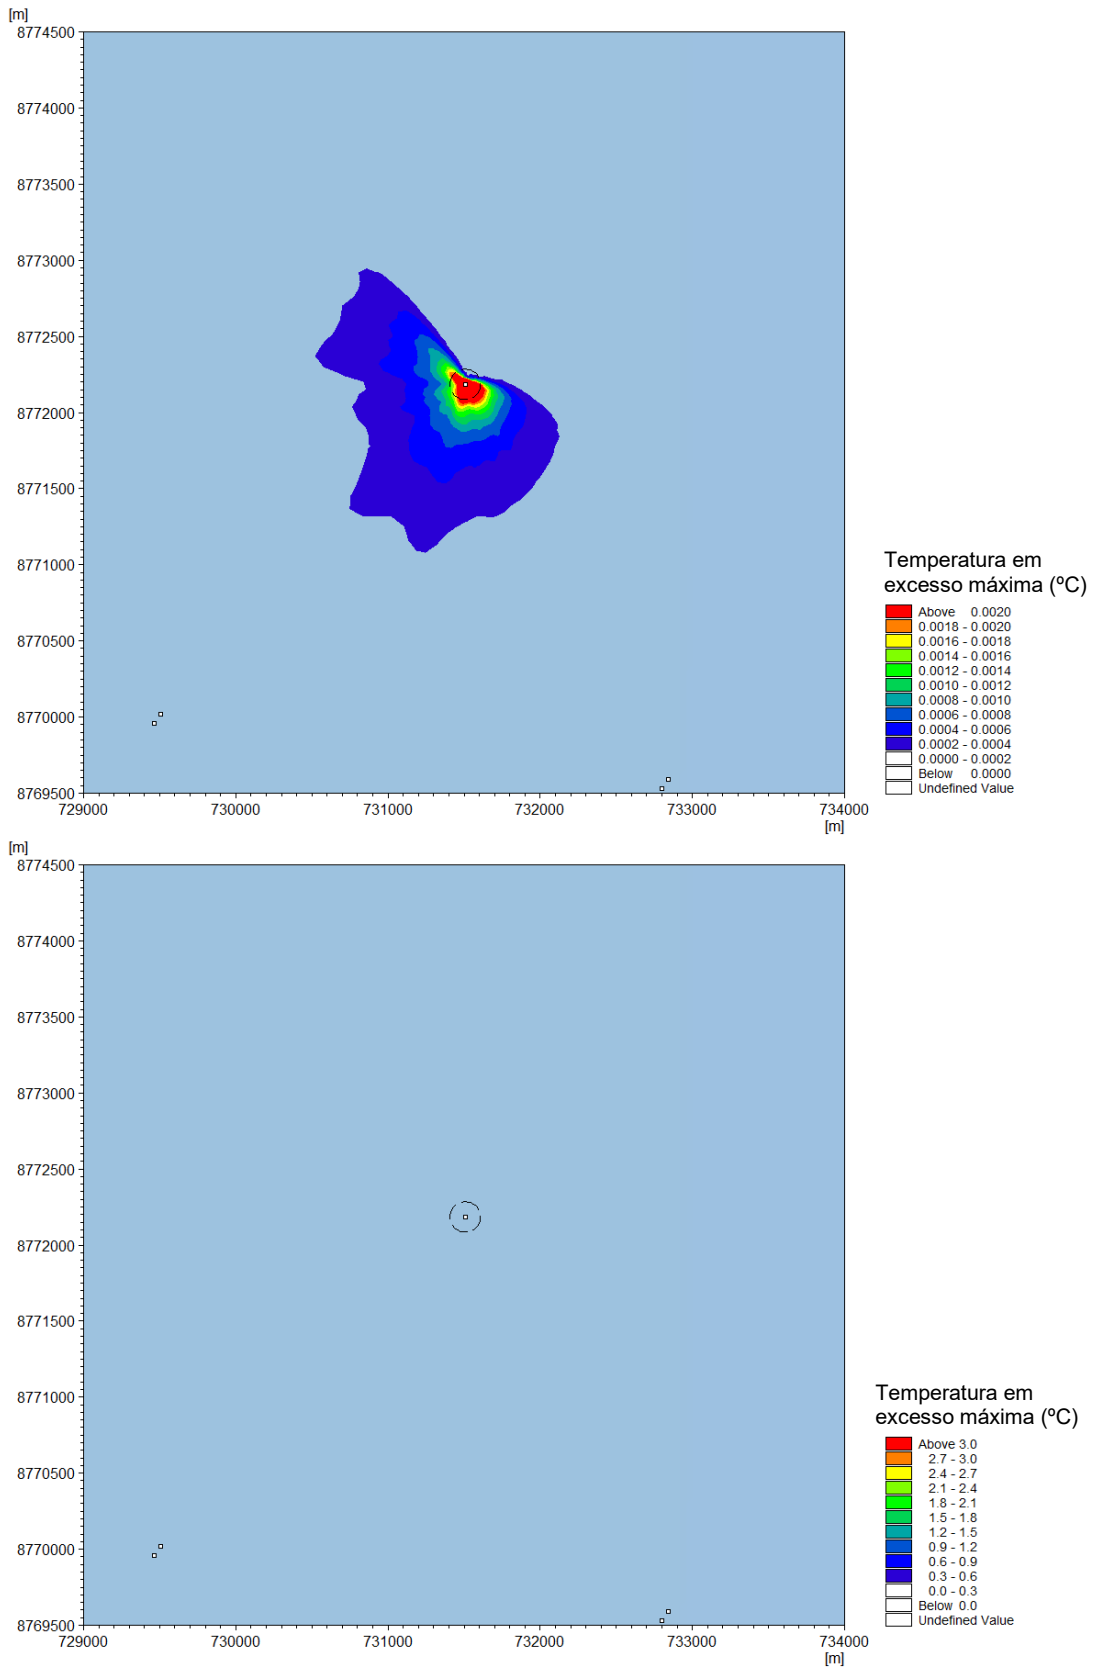 [m]
8774500
8774000
8773500
8773000
8772500
8772000
8771500
8771000
8770500
8770000
8769500
729000 730000 731000 732000 733000 734000
[m]
Temperatura em
excesso máxima (ºC)
Above 0.0020
0.0018 - 0.0020
0.0016 - 0.0018
0.0014 - 0.0016
0.0012 - 0.0014
0.0010 - 0.0012
0.0008 - 0.0010
0.0006 - 0.0008
0.0004 - 0.0006
0.0002 - 0.0004
0.0000 - 0.0002
Below 0.0000
Undefined Value
[m]
8774500
8774000
8773500
8773000
8772500
8772000
8771500
8771000
8770500
8770000
8769500
729000 730000 731000 732000 733000 734000
[m]
Temperatura em
excesso máxima (ºC)
Above 3.0
2.7 - 3.0
2.4 - 2.7
2.1 - 2.4
1.8 - 2.1
1.5 - 1.8
1.2 - 1.5
0.9 - 1.2
0.6 - 0.9
0.3 - 0.6
0.0 - 0.3
Below 0.0
Undefined Value